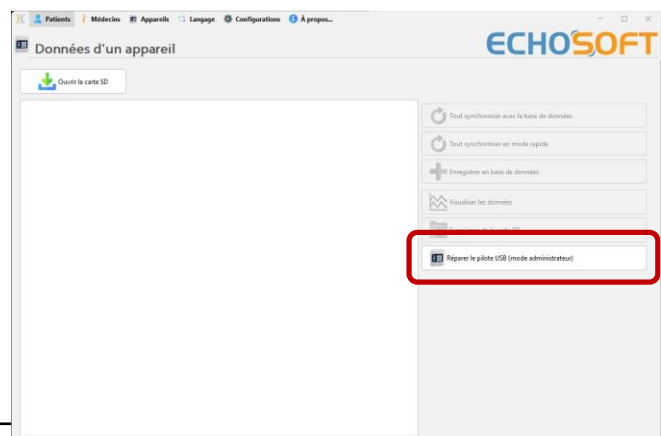 Patients Médecins Appareils Langage Configurations À propos...
Données d'un appareil
ECHOSOFT
Ouvrir la carte SD
Tout synchroniser avec la base de données
Tout synchroniser en mode rapide
Enregistrer en base de données
Visualiser les données
Réparer le pilote USB (mode administrateur)